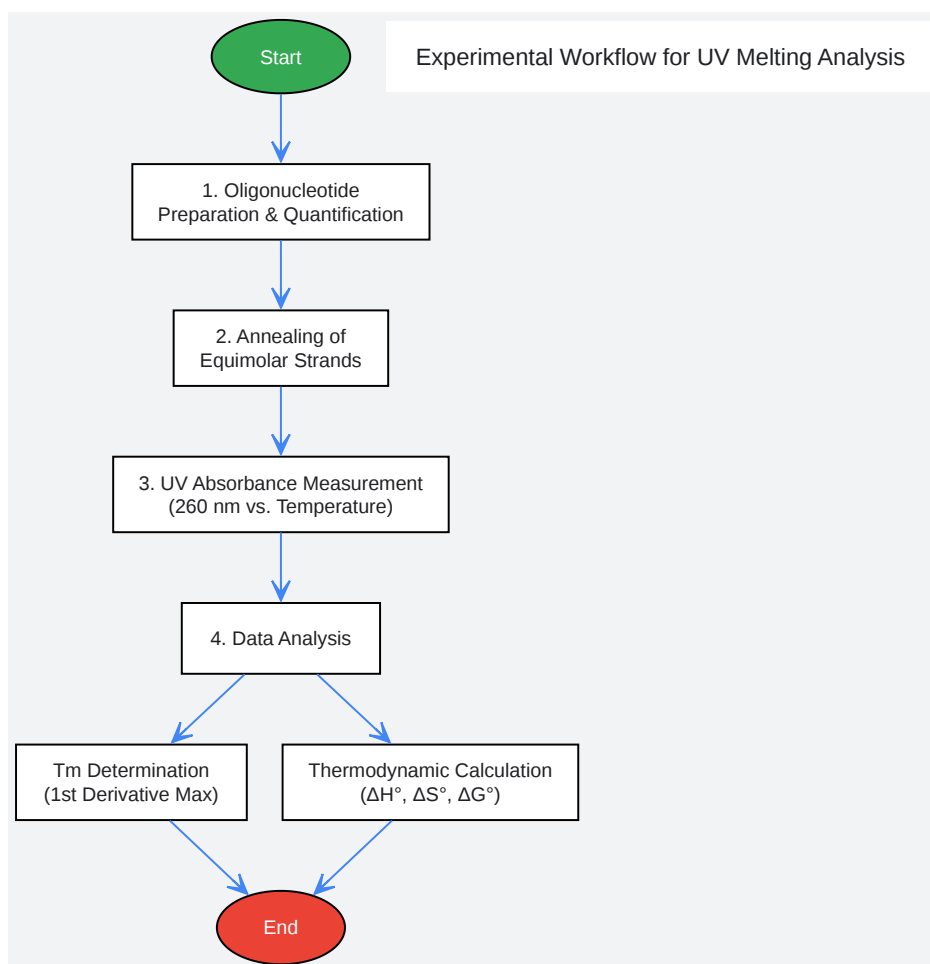 Start
Experimental Workflow for UV Melting Analysis
1. Oligonucleotide
Preparation & Quantification
2. Annealing of
Equimolar Strands
3. UV Absorbance Measurement
(260 nm vs. Temperature)
4. Data Analysis
Tm Determination
(1st Derivative Max)
Thermodynamic Calculation
(ΔH°, ΔS°, ΔG°)
End